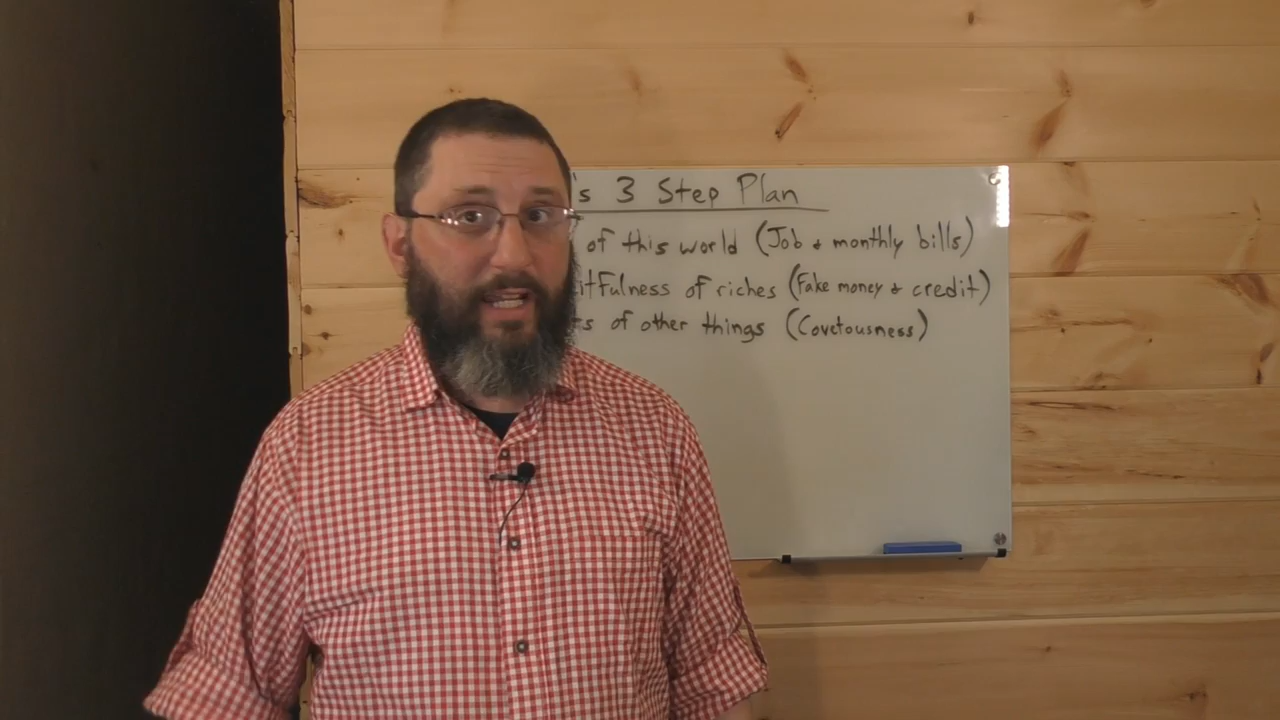 's 3 Step Plan
of this world (Job & monthly bills)
itfulness of riches (Fake money & credit)
s of other things (Covetousness)